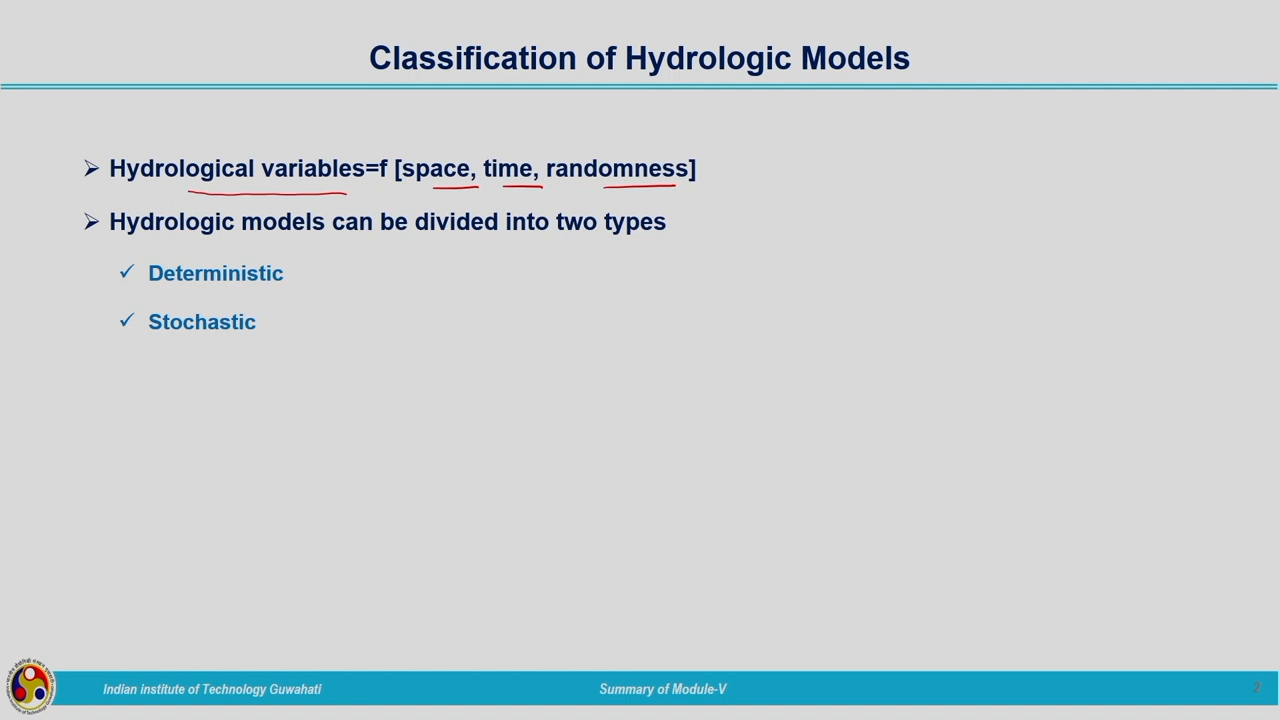 Classification of Hydrologic Models
➢ Hydrological variables=f [space, time, randomness]
➢ Hydrologic models can be divided into two types
✓ Deterministic
✓ Stochastic
Indian institute of Technology Guwahati
Summary of Module-V
2